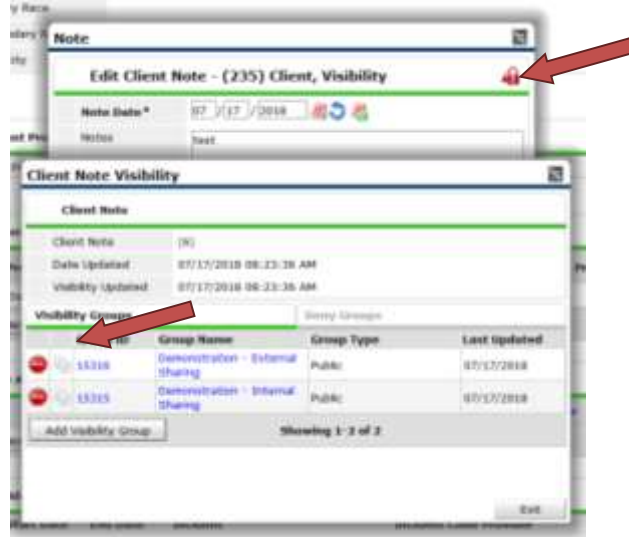 y Race
Note
Edit Client Note - (235) Client, Visibility
Note Date* 07 / 17 / 2018
Notes Test
Client Note Visibility
Client Note
Client Note
Date Updated 07/17/2018 08:23:36 AM
Visibility Updated 07/17/2018 08:23:36 AM
Visibility Groups Deny Groups
ID Group Name Group Type Last Updated
15316 Demonstration - External Sharing Public 07/17/2018
15315 Demonstration - Internal Sharing Public 07/17/2018
Add Visibility Group Showing 1-2 of 2
Exit